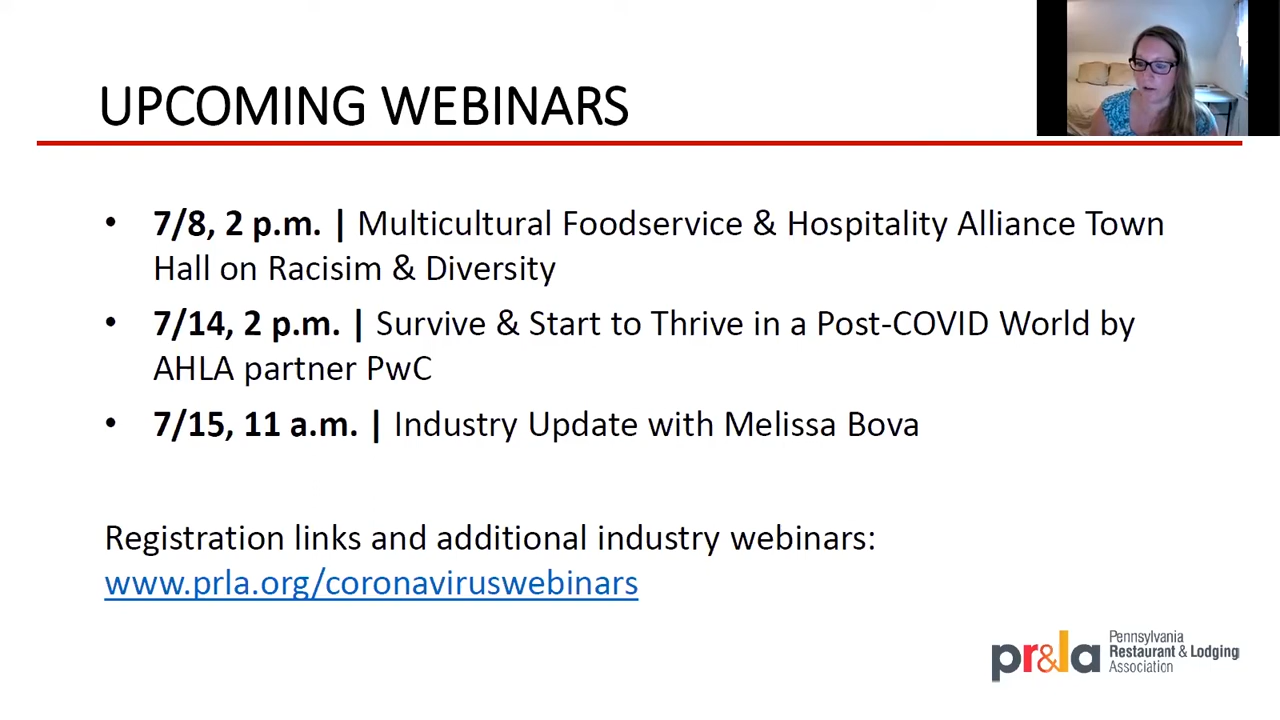 UPCOMING WEBINARS
• 7/8, 2 p.m. | Multicultural Foodservice & Hospitality Alliance Town
Hall on Racisim & Diversity
• 7/14, 2 p.m. | Survive & Start to Thrive in a Post-COVID World by
AHLA partner PwC
• 7/15, 11 a.m. | Industry Update with Melissa Bova
Registration links and additional industry webinars:
www.prla.org/coronaviruswebinars
pr&la
Pennsylvania
Restaurant & Lodging
Association